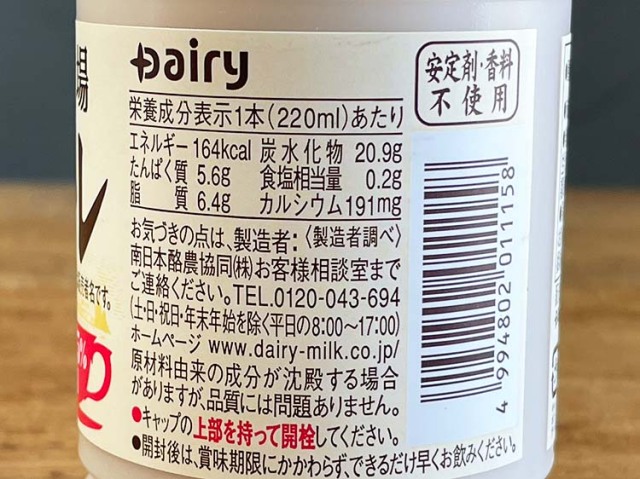 場
ル
Dairy
安定剤・香料
不使用
栄養成分表示1本(220ml)あたり
エネルギー 164kcal 炭水化物 20.9g
たんぱく質 5.6g 食塩相当量 0.2g
脂質 6.4g カルシウム191mg
お気づきの点は、製造者: 〈製造者調べ〉
南日本酪農協同(株)お客様相談室まで
ご連絡ください。TEL.0120-043-694
(土・日・祝日・年末年始を除く平日の8:00〜17:00)
ホームページ www.dairy-milk.co.jp/
原材料由来の成分が沈殿する場合
がありますが、品質には問題ありません。
●キャップの上部を持って開栓してください。
●開封後は、賞味期限にかかわらず、できるだけ早くお飲みください。
4994802011158
名です。
%